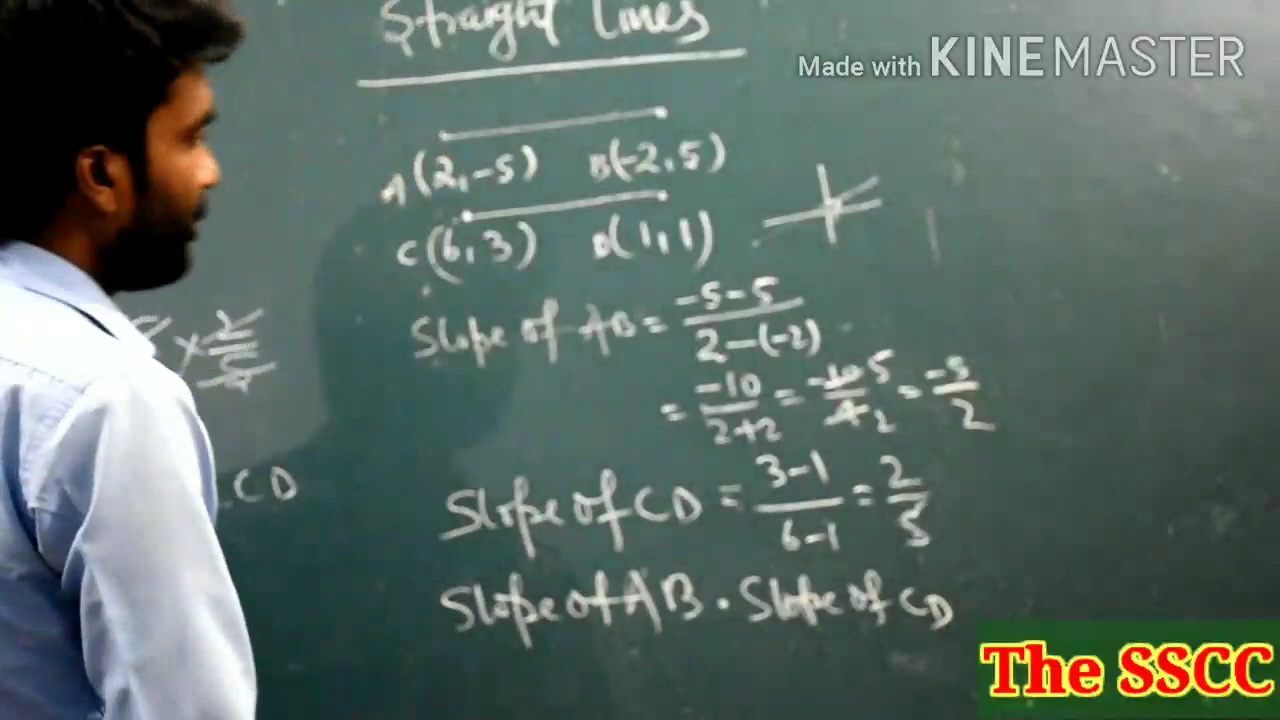 Straight Lines
Made with KINEMASTER
A(2,-5) B(-2,5)
C(6,3) D(1,1)
Slope of AB = -5-5 / 2-(-2)
= -10 / 2+2 = -10 5 / 4 2 = -5 / 2
CD
Slope of CD = 3-1 / 6-1 = 2 / 5
Slope of AB . Slope of CD
The SSCC